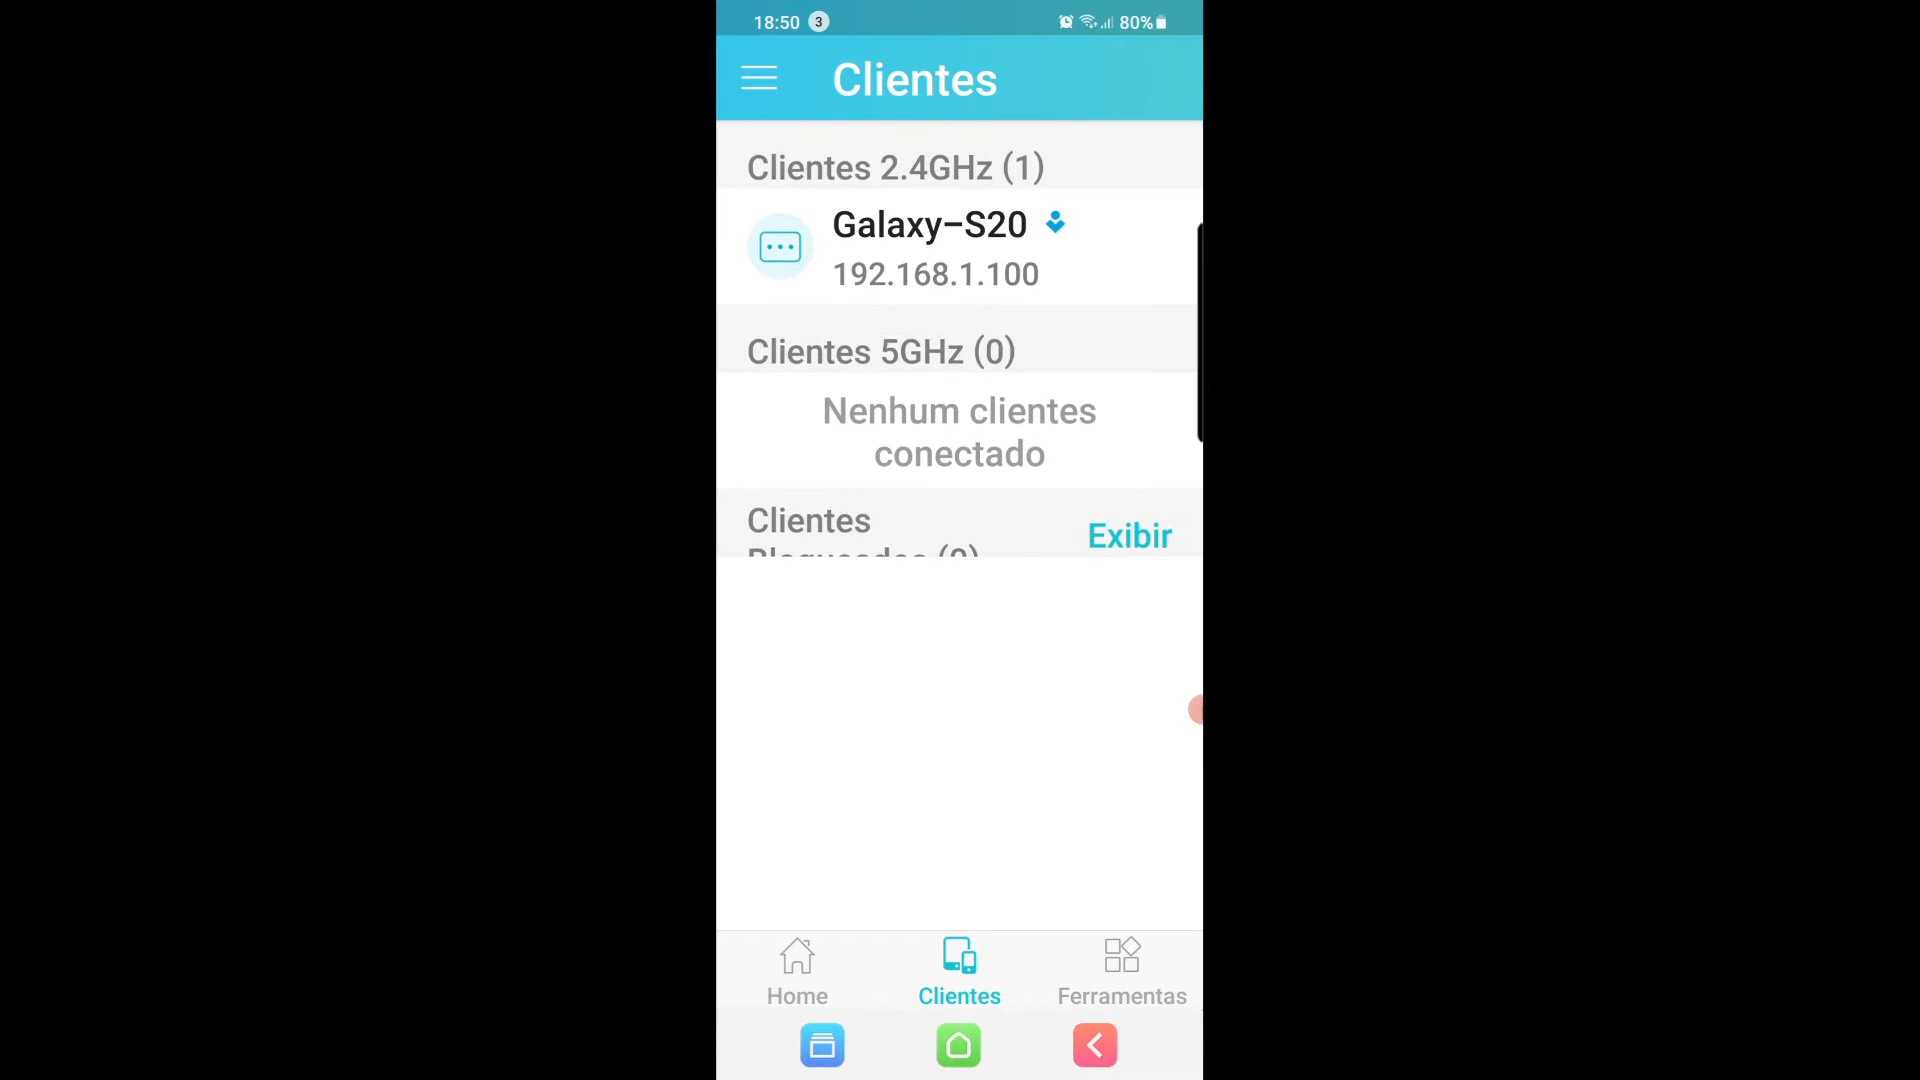 18:50 3 80%
Clientes
Clientes 2.4GHz (1)
Galaxy-S20
192.168.1.100
Clientes 5GHz (0)
Nenhum clientes
conectado
Clientes
Bloqueados (0)
Exibir
Home Clientes Ferramentas